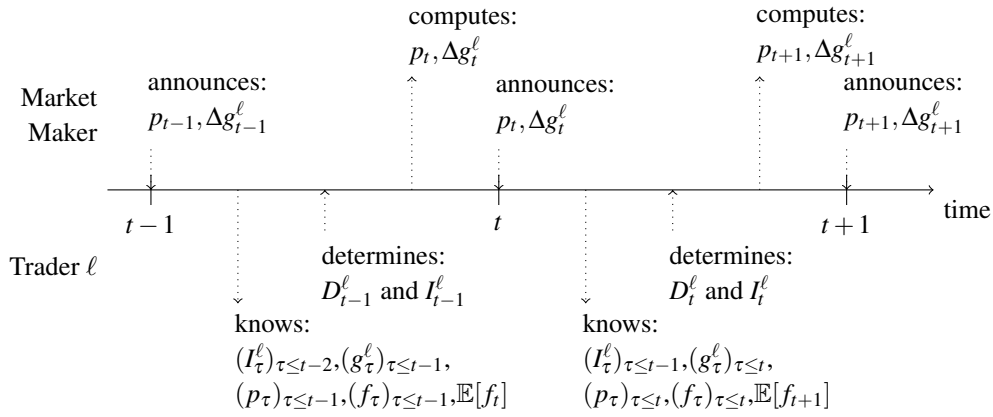 computes:
p_t, Δg_t^ℓ
computes:
p_{t+1}, Δg_{t+1}^ℓ
announces:
p_{t−1}, Δg_{t−1}^ℓ
announces:
p_t, Δg_t^ℓ
announces:
p_{t+1}, Δg_{t+1}^ℓ
Market
Maker
t − 1
t
t + 1
time
Trader ℓ
determines:
D_{t−1}^ℓ and I_{t−1}^ℓ
determines:
D_t^ℓ and I_t^ℓ
knows:
(I_τ^ℓ)_{τ≤t−2},(g_τ^ℓ)_{τ≤t−1},
(p_τ)_{τ≤t−1},(f_τ)_{τ≤t−1},𝔼[f_t]
knows:
(I_τ^ℓ)_{τ≤t−1},(g_τ^ℓ)_{τ≤t},
(p_τ)_{τ≤t},(f_τ)_{τ≤t},𝔼[f_{t+1}]